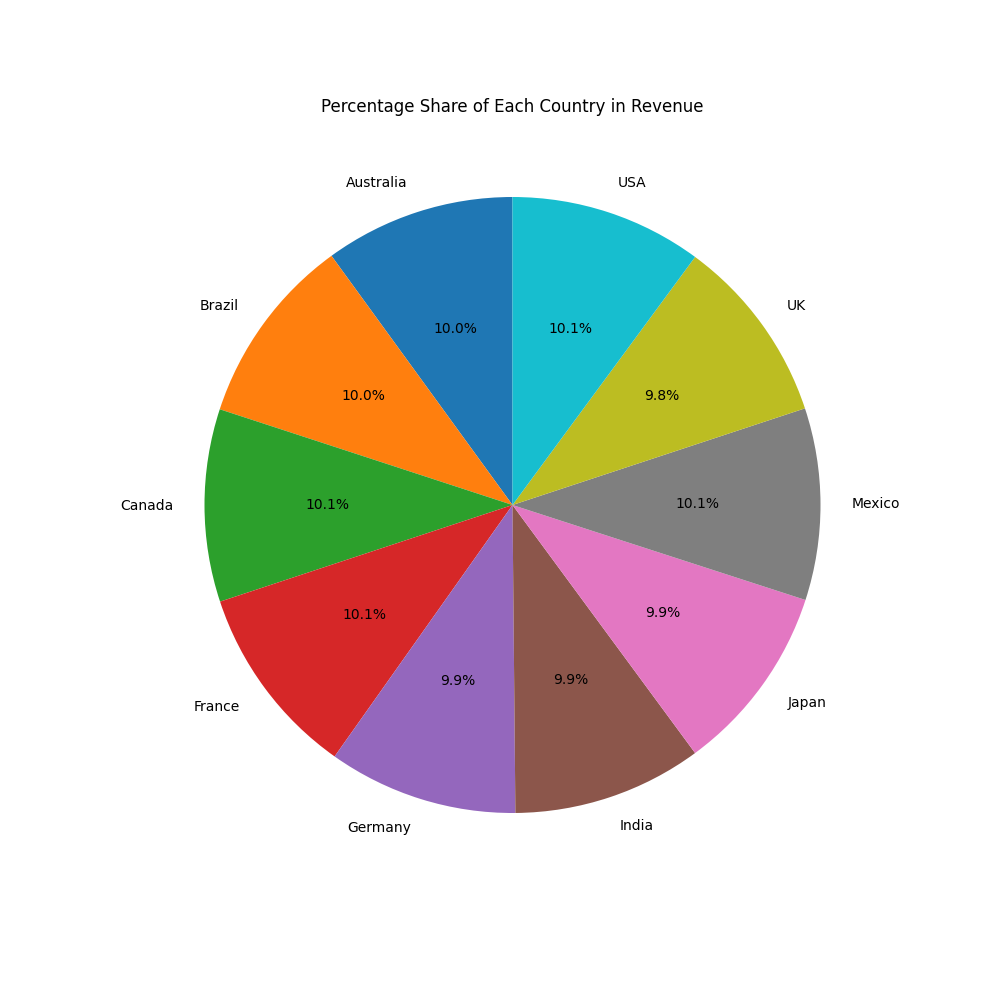 Percentage Share of Each Country in Revenue
Australia
USA
Brazil
UK
10.0%
10.1%
10.0%
9.8%
Canada
10.1%
10.1%
Mexico
10.1%
9.9%
France
9.9%
9.9%
Japan
Germany
India